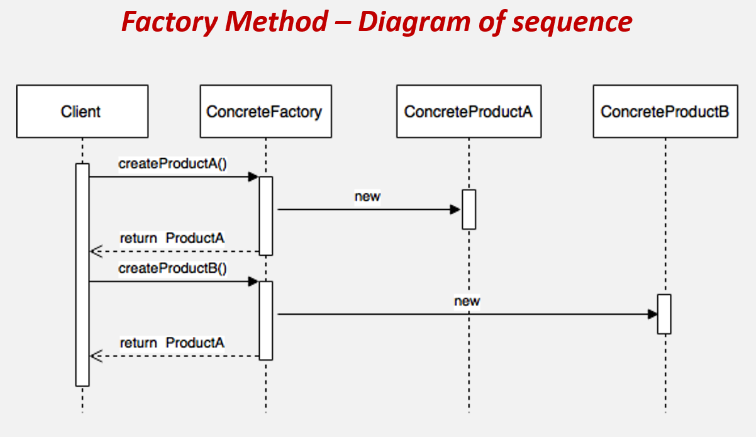 Factory Method – Diagram of sequence
Client
ConcreteFactory
ConcreteProductA
ConcreteProductB
createProductA()
new
return ProductA
createProductB()
new
return ProductA